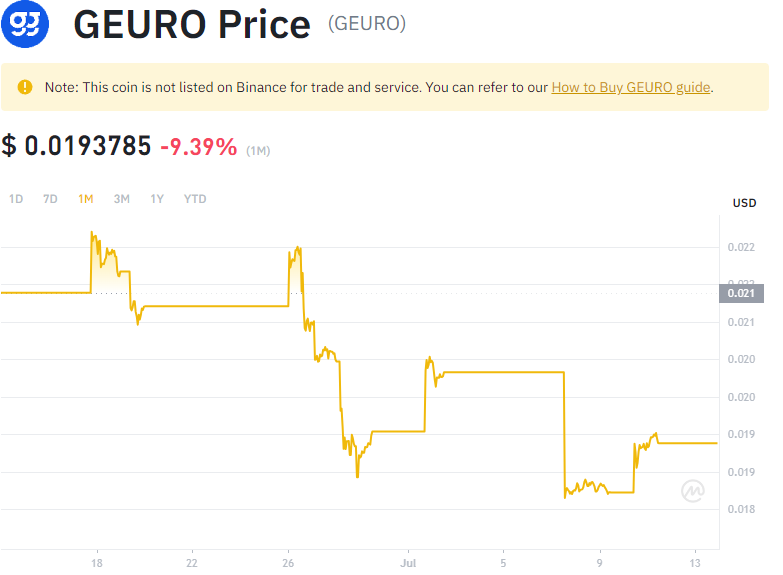 GEURO Price (GEURO)
Note: This coin is not listed on Binance for trade and service. You can refer to our How to Buy GEURO guide.
$ 0.0193785 -9.39% (1M)
1D 7D 1M 3M 1Y YTD
USD
0.022
0.022
0.021
0.021
0.020
0.020
0.019
0.019
0.018
18 22 26 Jul 5 9 13